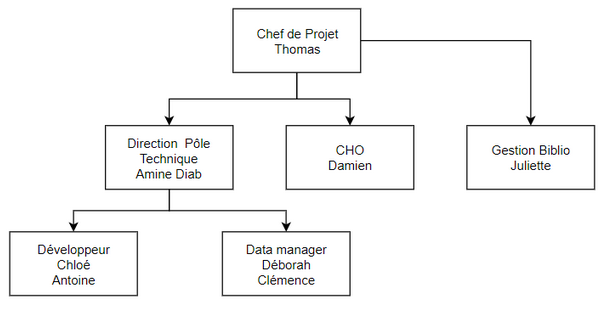 Chef de Projet
Thomas
Direction Pôle
Technique
Amine Diab
CHO
Damien
Gestion Biblio
Juliette
Développeur
Chloé
Antoine
Data manager
Déborah
Clémence